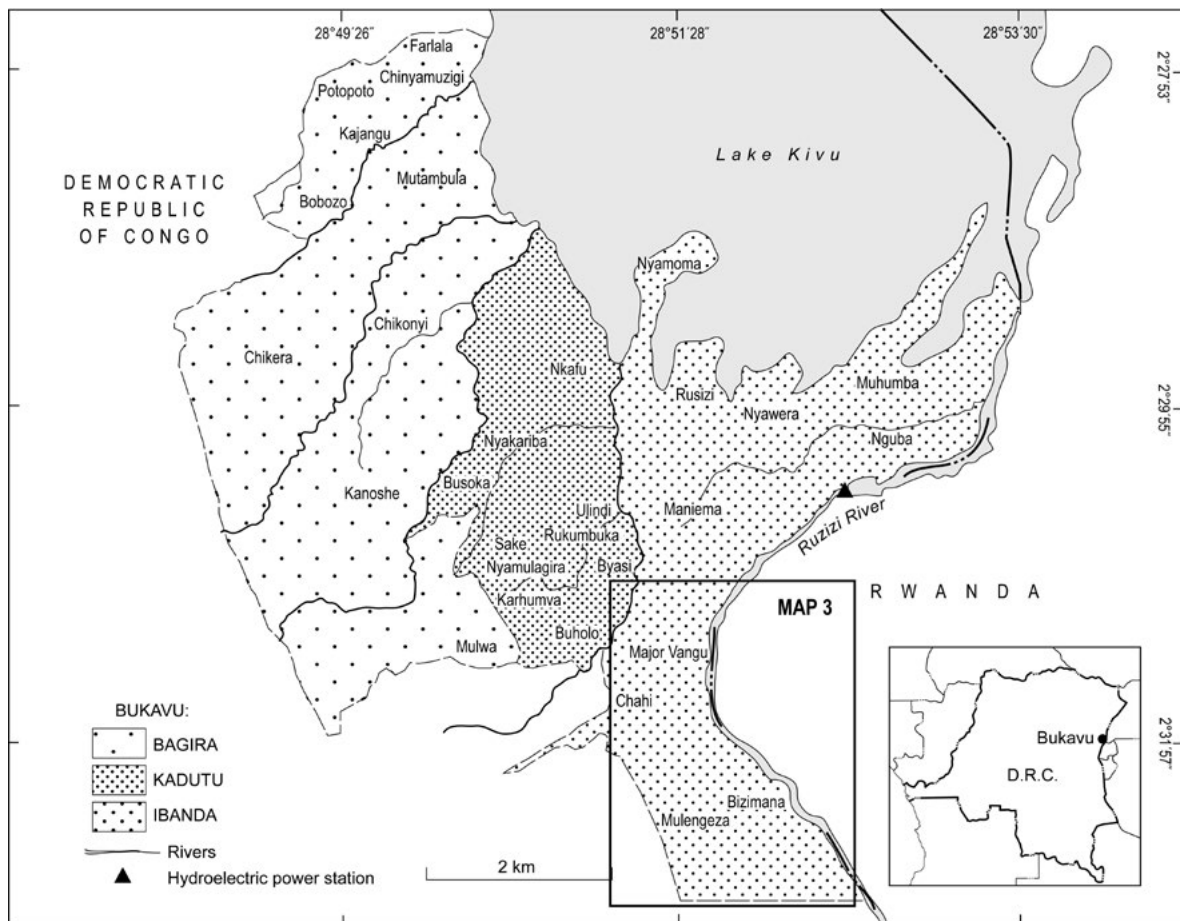 28°49′26″
28°51′28″
28°53′30″
2°27′53″
2°29′55″
2°31′57″
Farlala
Chinyamuzigi
Potopoto
Kajangu
Lake Kivu
DEMOCRATIC
REPUBLIC
OF CONGO
Mutambula
Bobozo
Nyamoma
Chikonyi
Chikera
Nkafu
Rusizi
Muhumba
Nyawera
Nyakariba
Nguba
Busoka
Kanoshe
Ulindi
Maniema
Rukumbuka
Ruzizi River
Sake
Nyamulagira
Byasi
Karhumva
RWANDA
MAP 3
Buholo
Mulwa
Major Vangu
Chahi
Bizimana
Mulengeza
BUKAVU:
BAGIRA
KADUTU
IBANDA
Rivers
Hydroelectric power station
2 km
Bukavu
D.R.C.